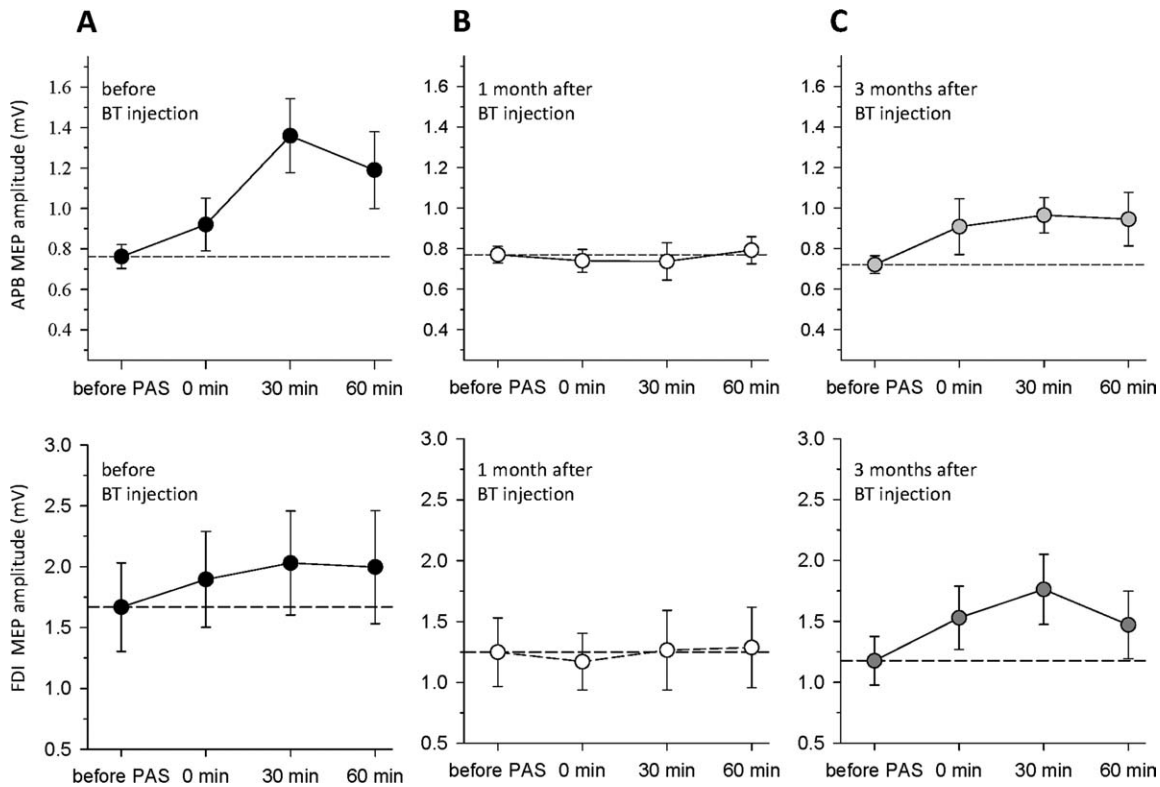 A
B
C
APB MEP amplitude (mV)
1.6
1.4
1.2
1.0
0.8
0.6
0.4
before
BT injection
before PAS 0 min 30 min 60 min
1.6
1.4
1.2
1.0
0.8
0.6
0.4
1 month after
BT injection
before PAS 0 min 30 min 60 min
1.6
1.4
1.2
1.0
0.8
0.6
0.4
3 months after
BT injection
before PAS 0 min 30 min 60 min
FDI MEP amplitude (mV)
3.0
2.5
2.0
1.5
1.0
0.5
before
BT injection
before PAS 0 min 30 min 60 min
3.0
2.5
2.0
1.5
1.0
0.5
1 month after
BT injection
before PAS 0 min 30 min 60 min
3.0
2.5
2.0
1.5
1.0
0.5
3 months after
BT injection
before PAS 0 min 30 min 60 min